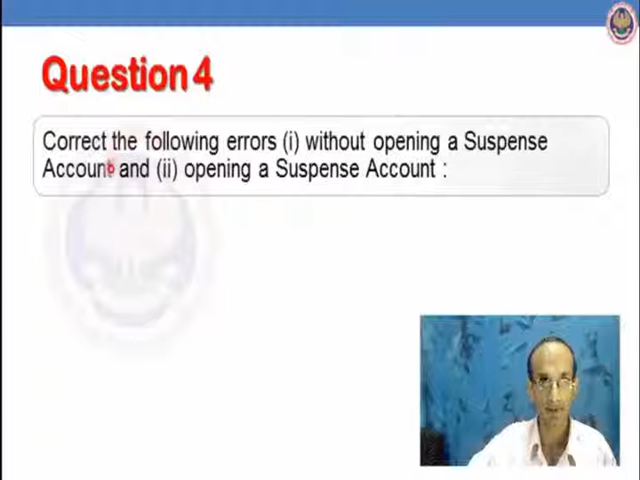 Question 4
Correct the following errors (i) without opening a Suspense
Account and (ii) opening a Suspense Account :